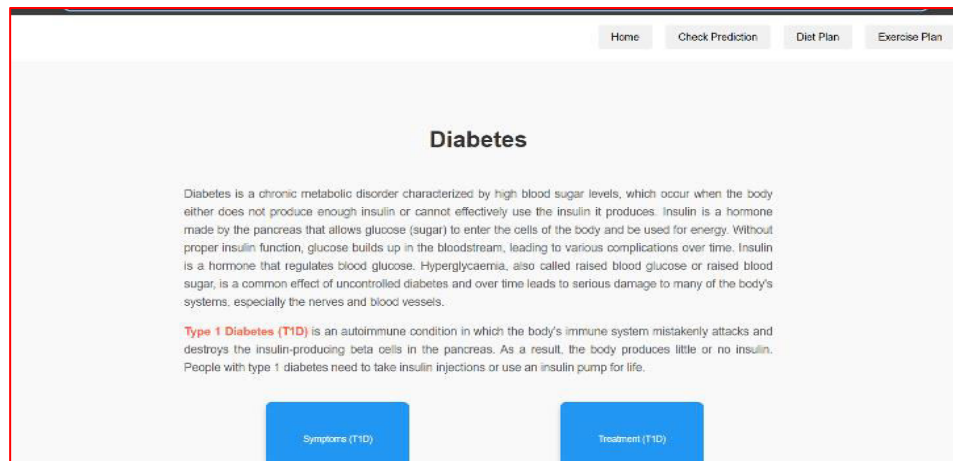 Home Check Prediction Diet Plan Exercise Plan
Diabetes
Diabetes is a chronic metabolic disorder characterized by high blood sugar levels, which occur when the body
either does not produce enough insulin or cannot effectively use the insulin it produces. Insulin is a hormone
made by the pancreas that allows glucose (sugar) to enter the cells of the body and be used for energy. Without
proper insulin function, glucose builds up in the bloodstream, leading to various complications over time. Insulin
is a hormone that regulates blood glucose. Hyperglycaemia, also called raised blood glucose or raised blood
sugar, is a common effect of uncontrolled diabetes and over time leads to serious damage to many of the body's
systems, especially the nerves and blood vessels.
Type 1 Diabetes (T1D) is an autoimmune condition in which the body's immune system mistakenly attacks and
destroys the insulin-producing beta cells in the pancreas. As a result, the body produces little or no insulin.
People with type 1 diabetes need to take insulin injections or use an insulin pump for life.
Symptoms (T1D) Treatment (T1D)